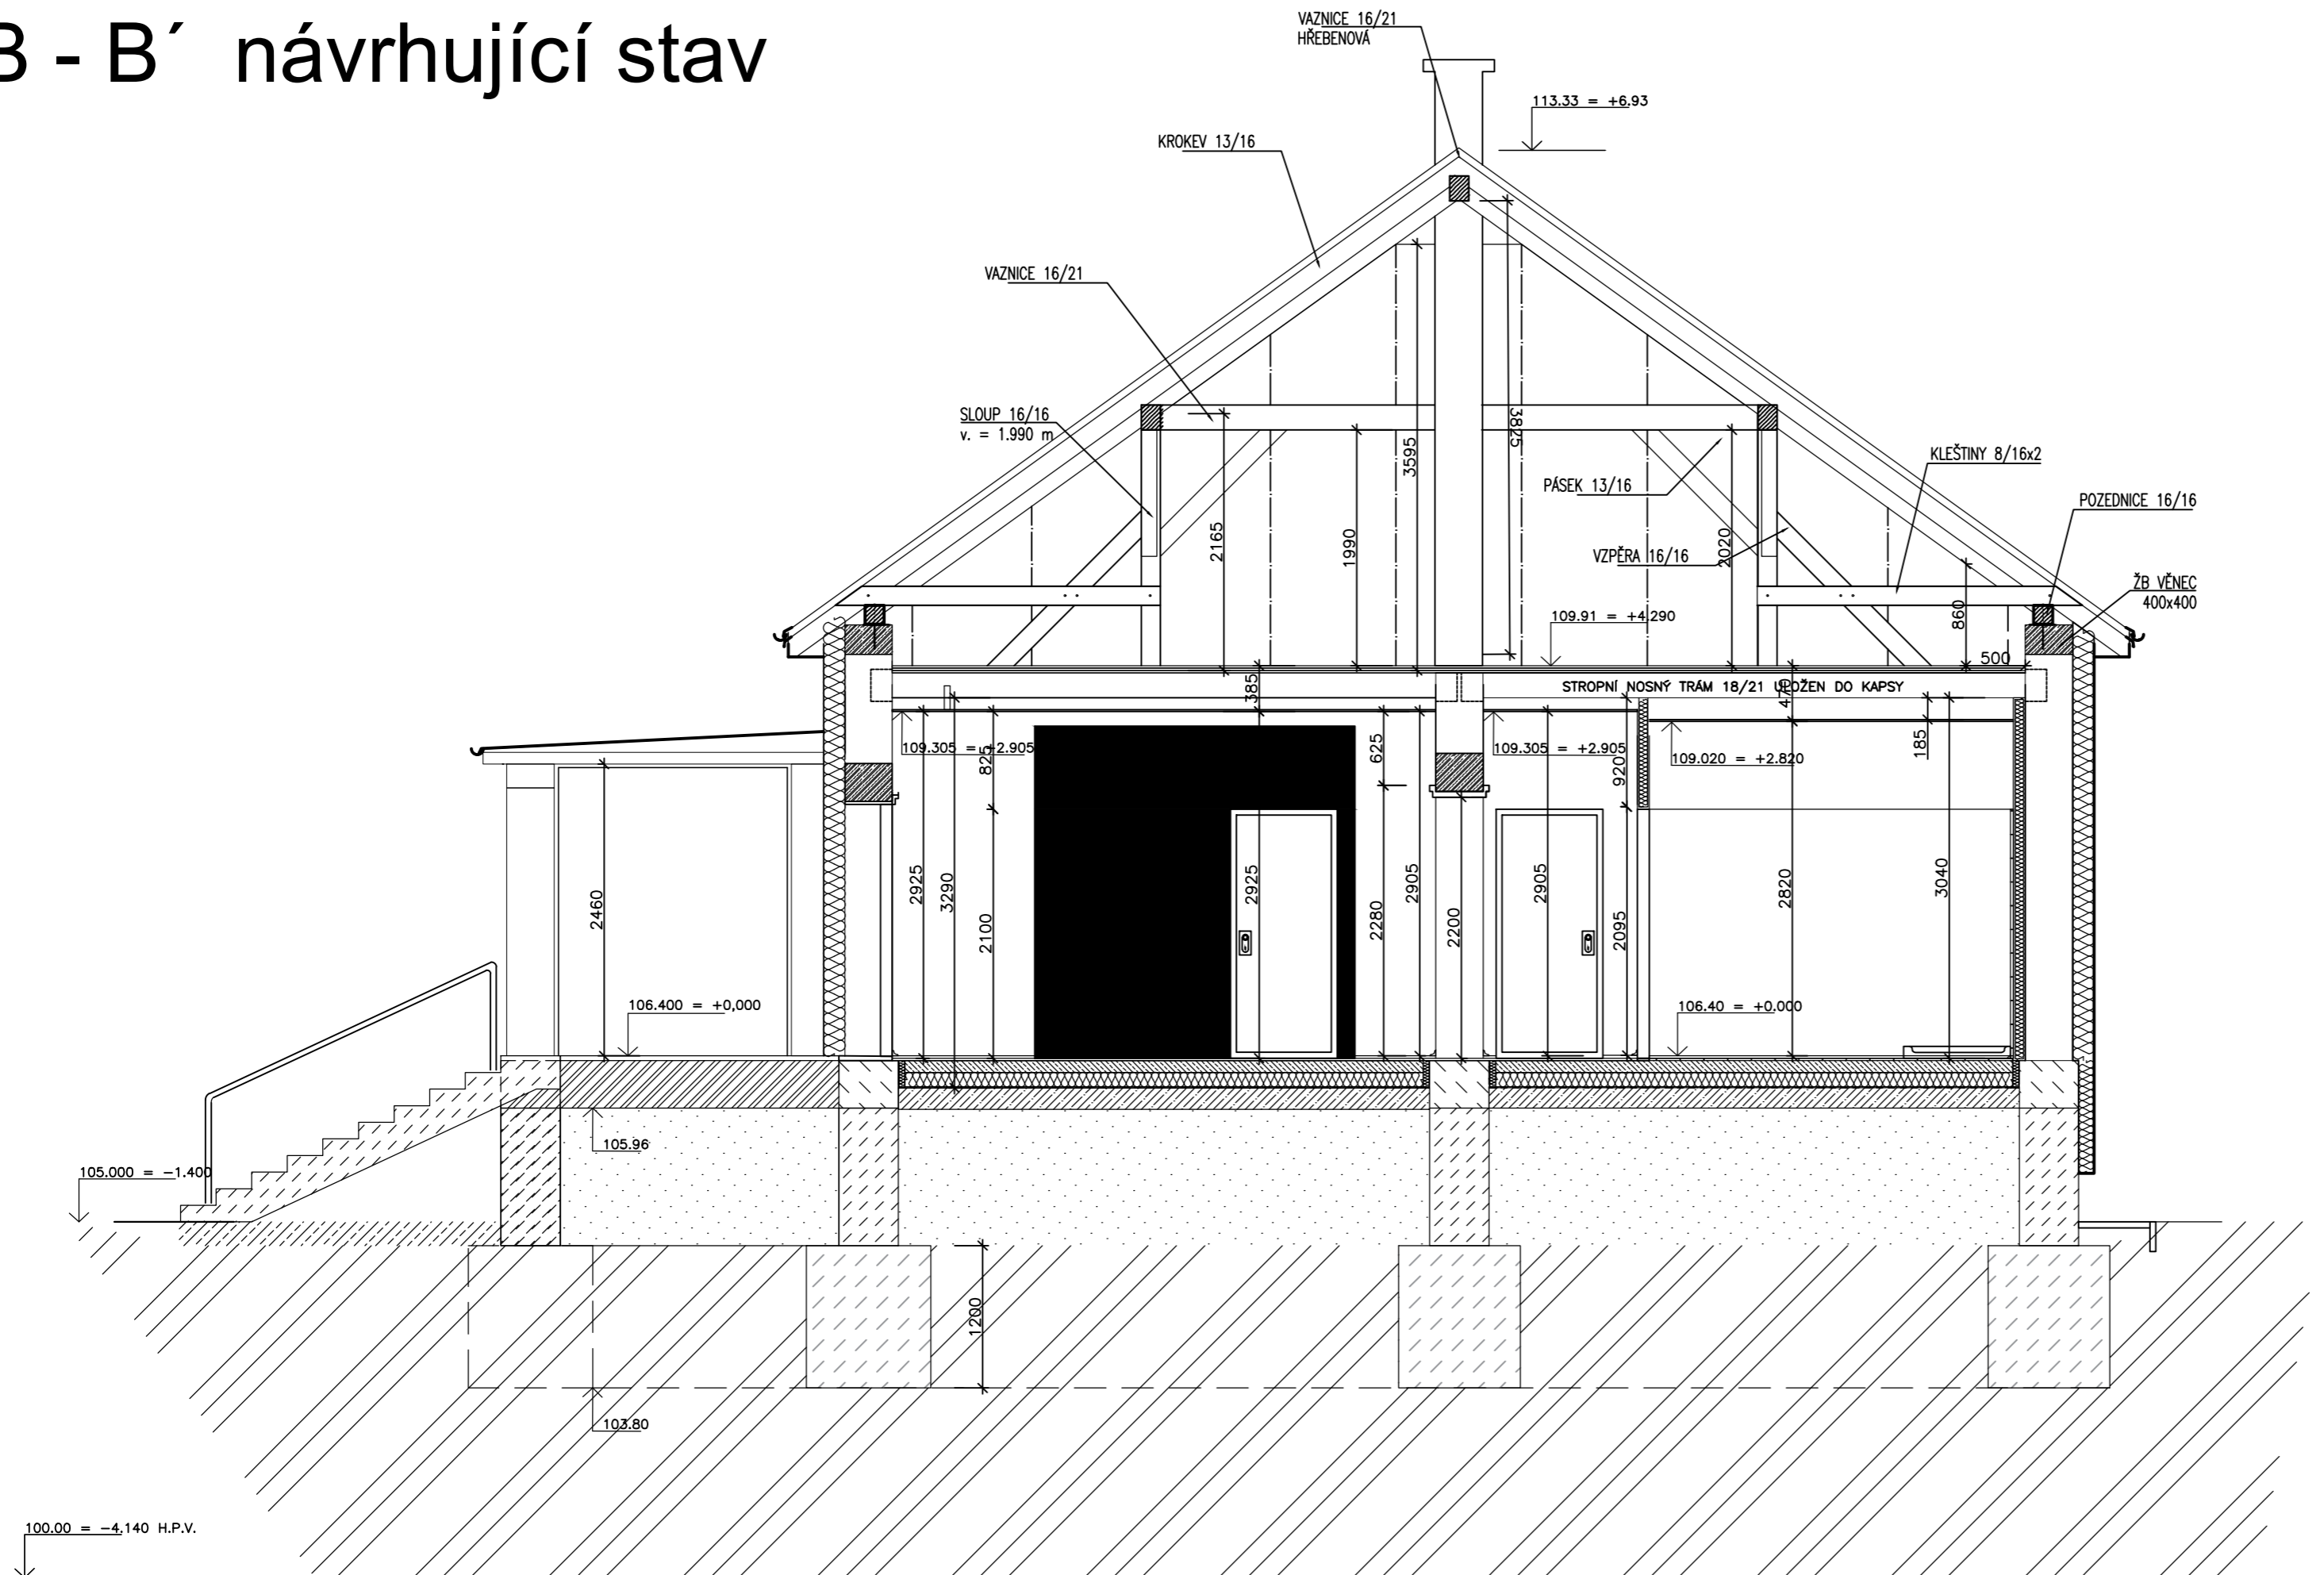 B - B´ návrhující stav
VAZNICE 16/21
HŘEBENOVÁ
113.33 = +6.93
KROKEV 13/16
VAZNICE 16/21
SLOUP 16/16
v. = 1.990 m
3825
3595
KLEŠTINY 8/16x2
PÁSEK 13/16
POZEDNICE 16/16
2165
1990
2020
VZPĚRA 16/16
ŽB VĚNEC
400x400
860
109.91 = +4.290
500
385
STROPNÍ NOSNÝ TRÁM 18/21 ULOŽEN DO KAPSY
470
109.305 = +2.905
825
625
109.305 = +2.905
920
109.020 = +2.820
185
2460
2925
3290
2100
2925
2280
2905
2200
2905
2095
2820
3040
106.400 = +0,000
106.40 = +0.000
105.96
105.000 = -1.400
1200
103.80
100.00 = -4.140 H.P.V.